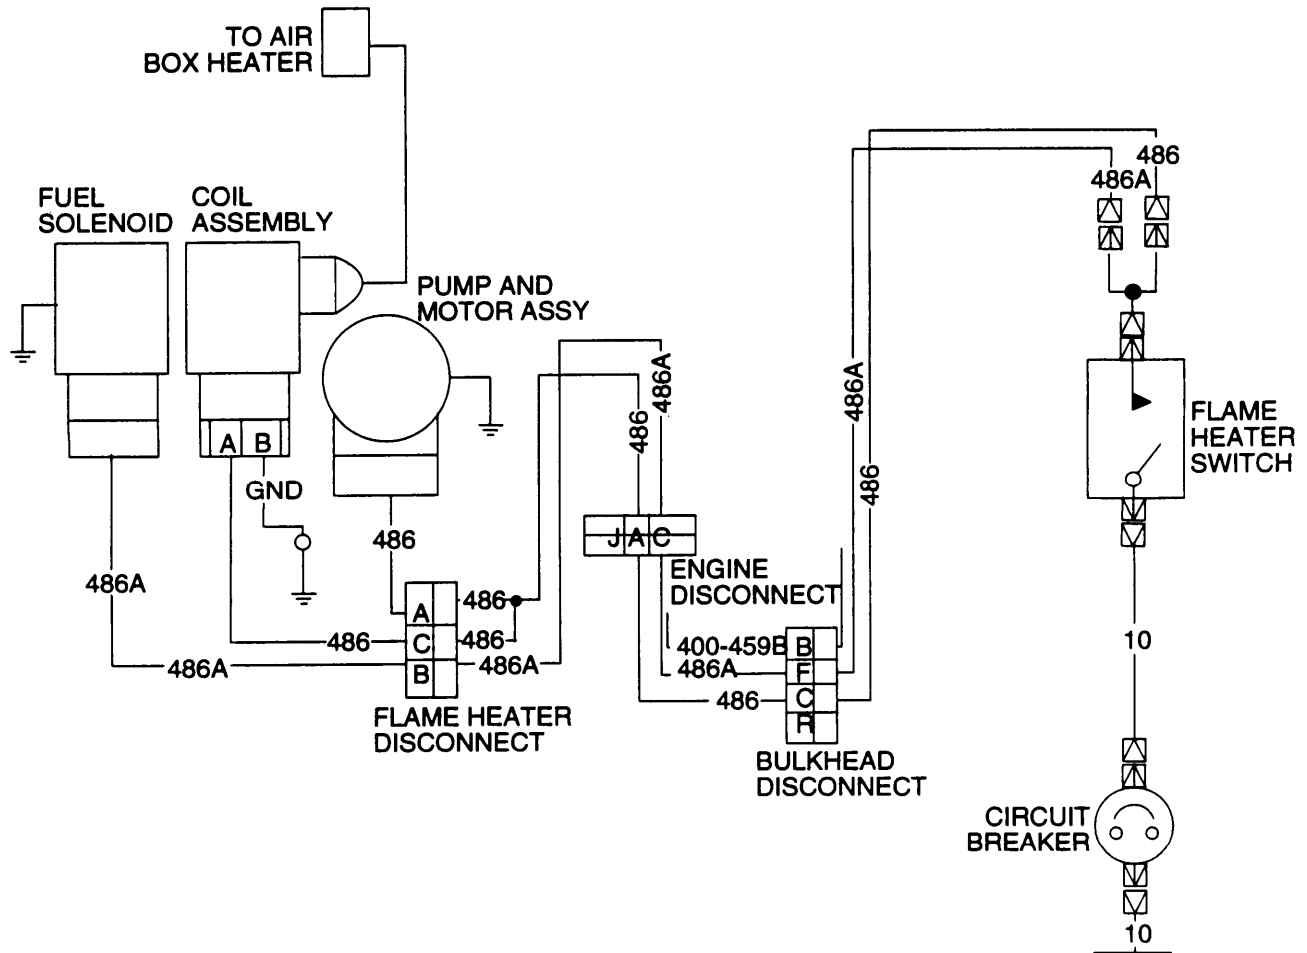 TO AIR
BOX HEATER
486
486A
FUEL
SOLENOID
COIL
ASSEMBLY
PUMP AND
MOTOR ASSY
486A
486A
486
486
FLAME
HEATER
SWITCH
A B
GND
486
J A C
ENGINE
DISCONNECT
486A
A
486
486
C
486
486A
B
486A
400-459B
B
486A
F
486
C
R
10
FLAME HEATER
DISCONNECT
BULKHEAD
DISCONNECT
CIRCUIT
BREAKER
10